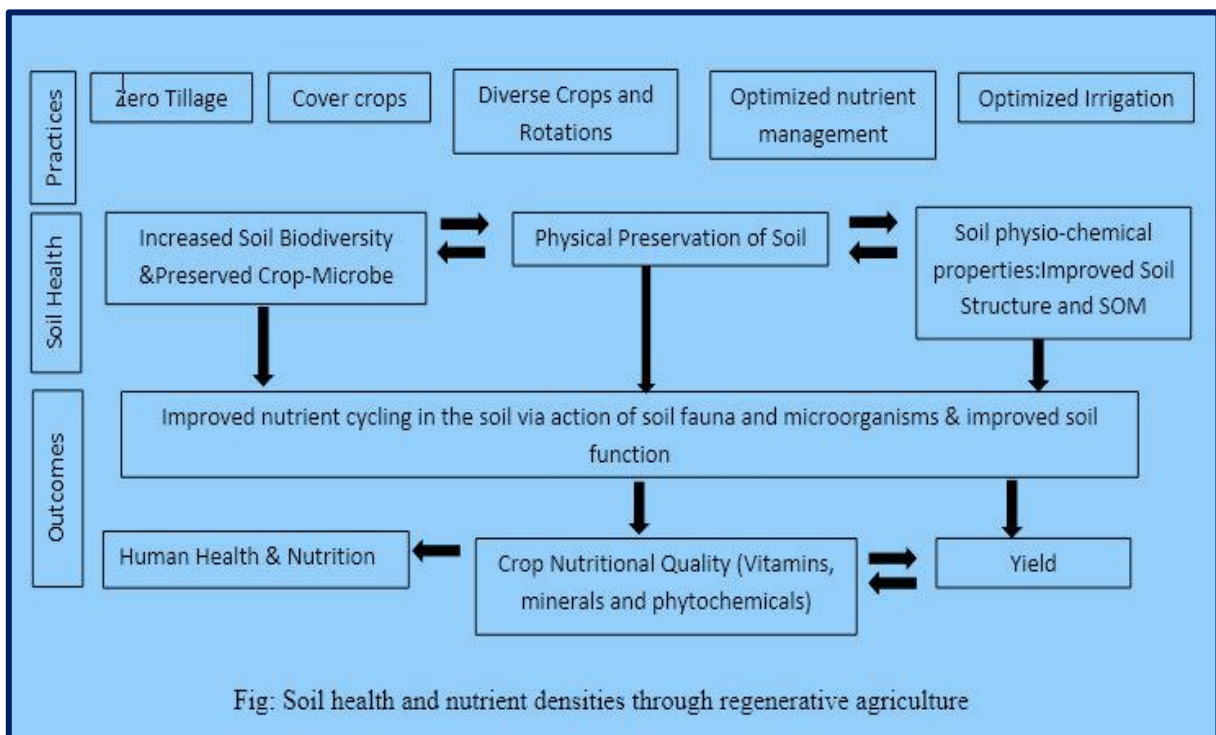 Practices
Zero Tillage
Cover crops
Diverse Crops and
Rotations
Optimized nutrient
management
Optimized Irrigation
Soil Health
Increased Soil Biodiversity
&Preserved Crop-Microbe
Physical Preservation of Soil
Soil physio-chemical
properties:Improved Soil
Structure and SOM
Outcomes
Improved nutrient cycling in the soil via action of soil fauna and microorganisms & improved soil
function
Human Health & Nutrition
Crop Nutritional Quality (Vitamins,
minerals and phytochemicals)
Yield
Fig: Soil health and nutrient densities through regenerative agriculture